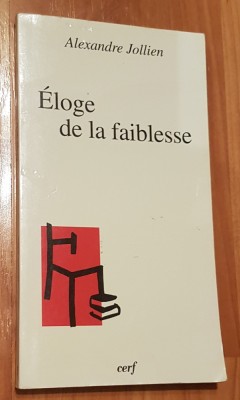 Alexandre Jollien
Éloge
de la faiblesse
cerf